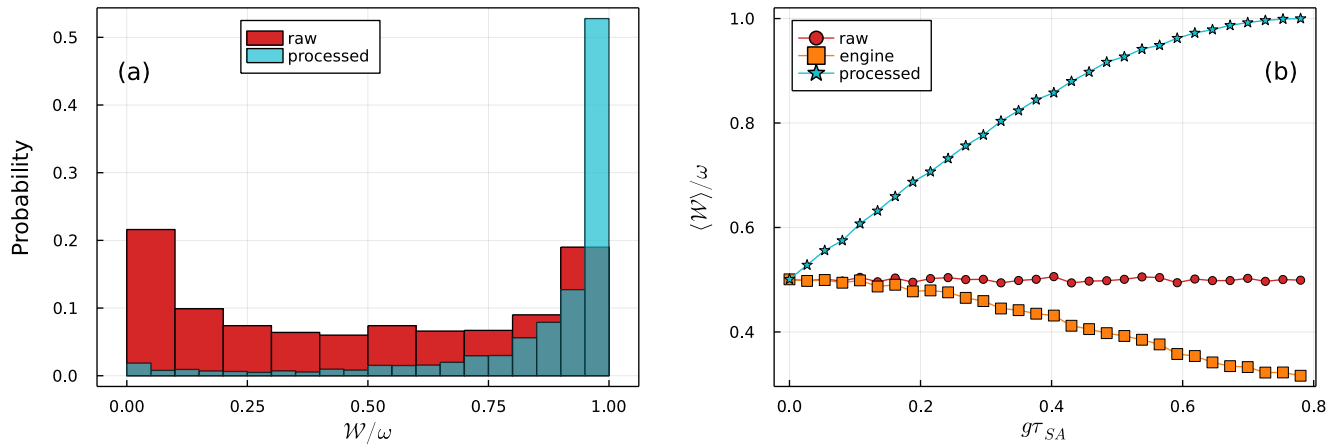 raw
processed
(a)
Probability
0.5
0.4
0.3
0.2
0.1
0.0
0.00
0.25
0.50
0.75
1.00
𝒲/ω
raw
engine
processed
(b)
⟨𝒲⟩/ω
1.0
0.8
0.6
0.4
0.0
0.2
0.4
0.6
0.8
gτ_SA